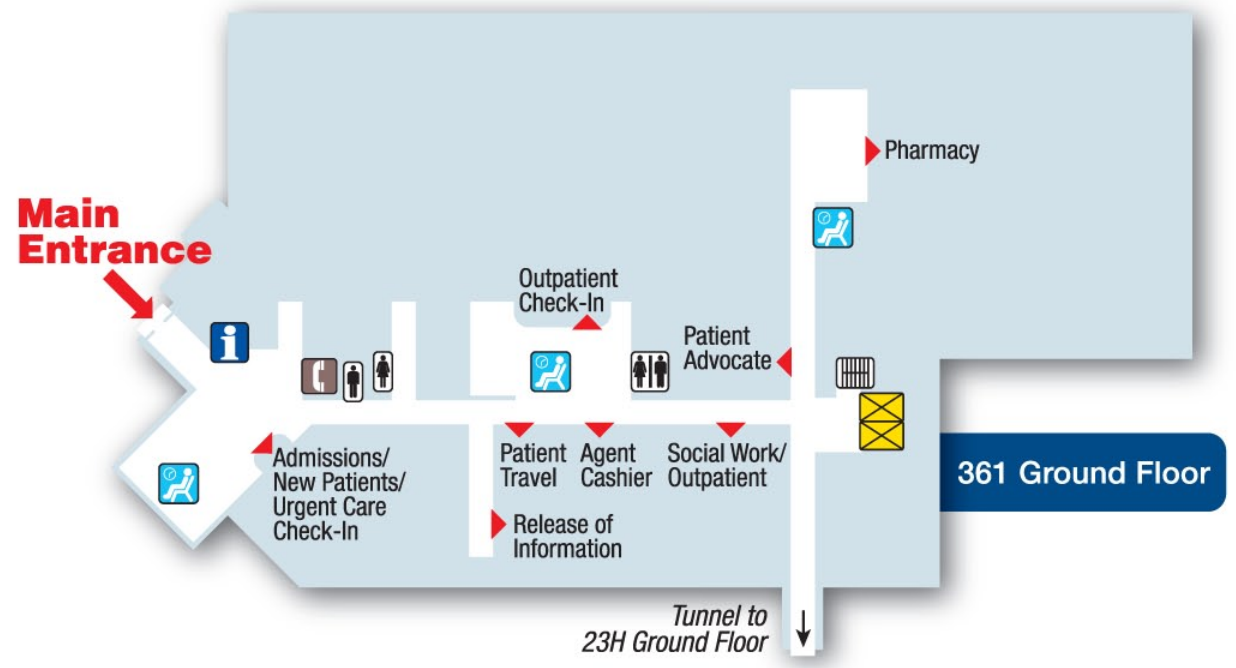 Pharmacy
Main
Entrance
Outpatient
Check-In
Patient
Advocate
Admissions/
New Patients/
Urgent Care
Check-In
Patient
Travel
Agent
Cashier
Social Work/
Outpatient
361 Ground Floor
Release of
Information
Tunnel to
23H Ground Floor